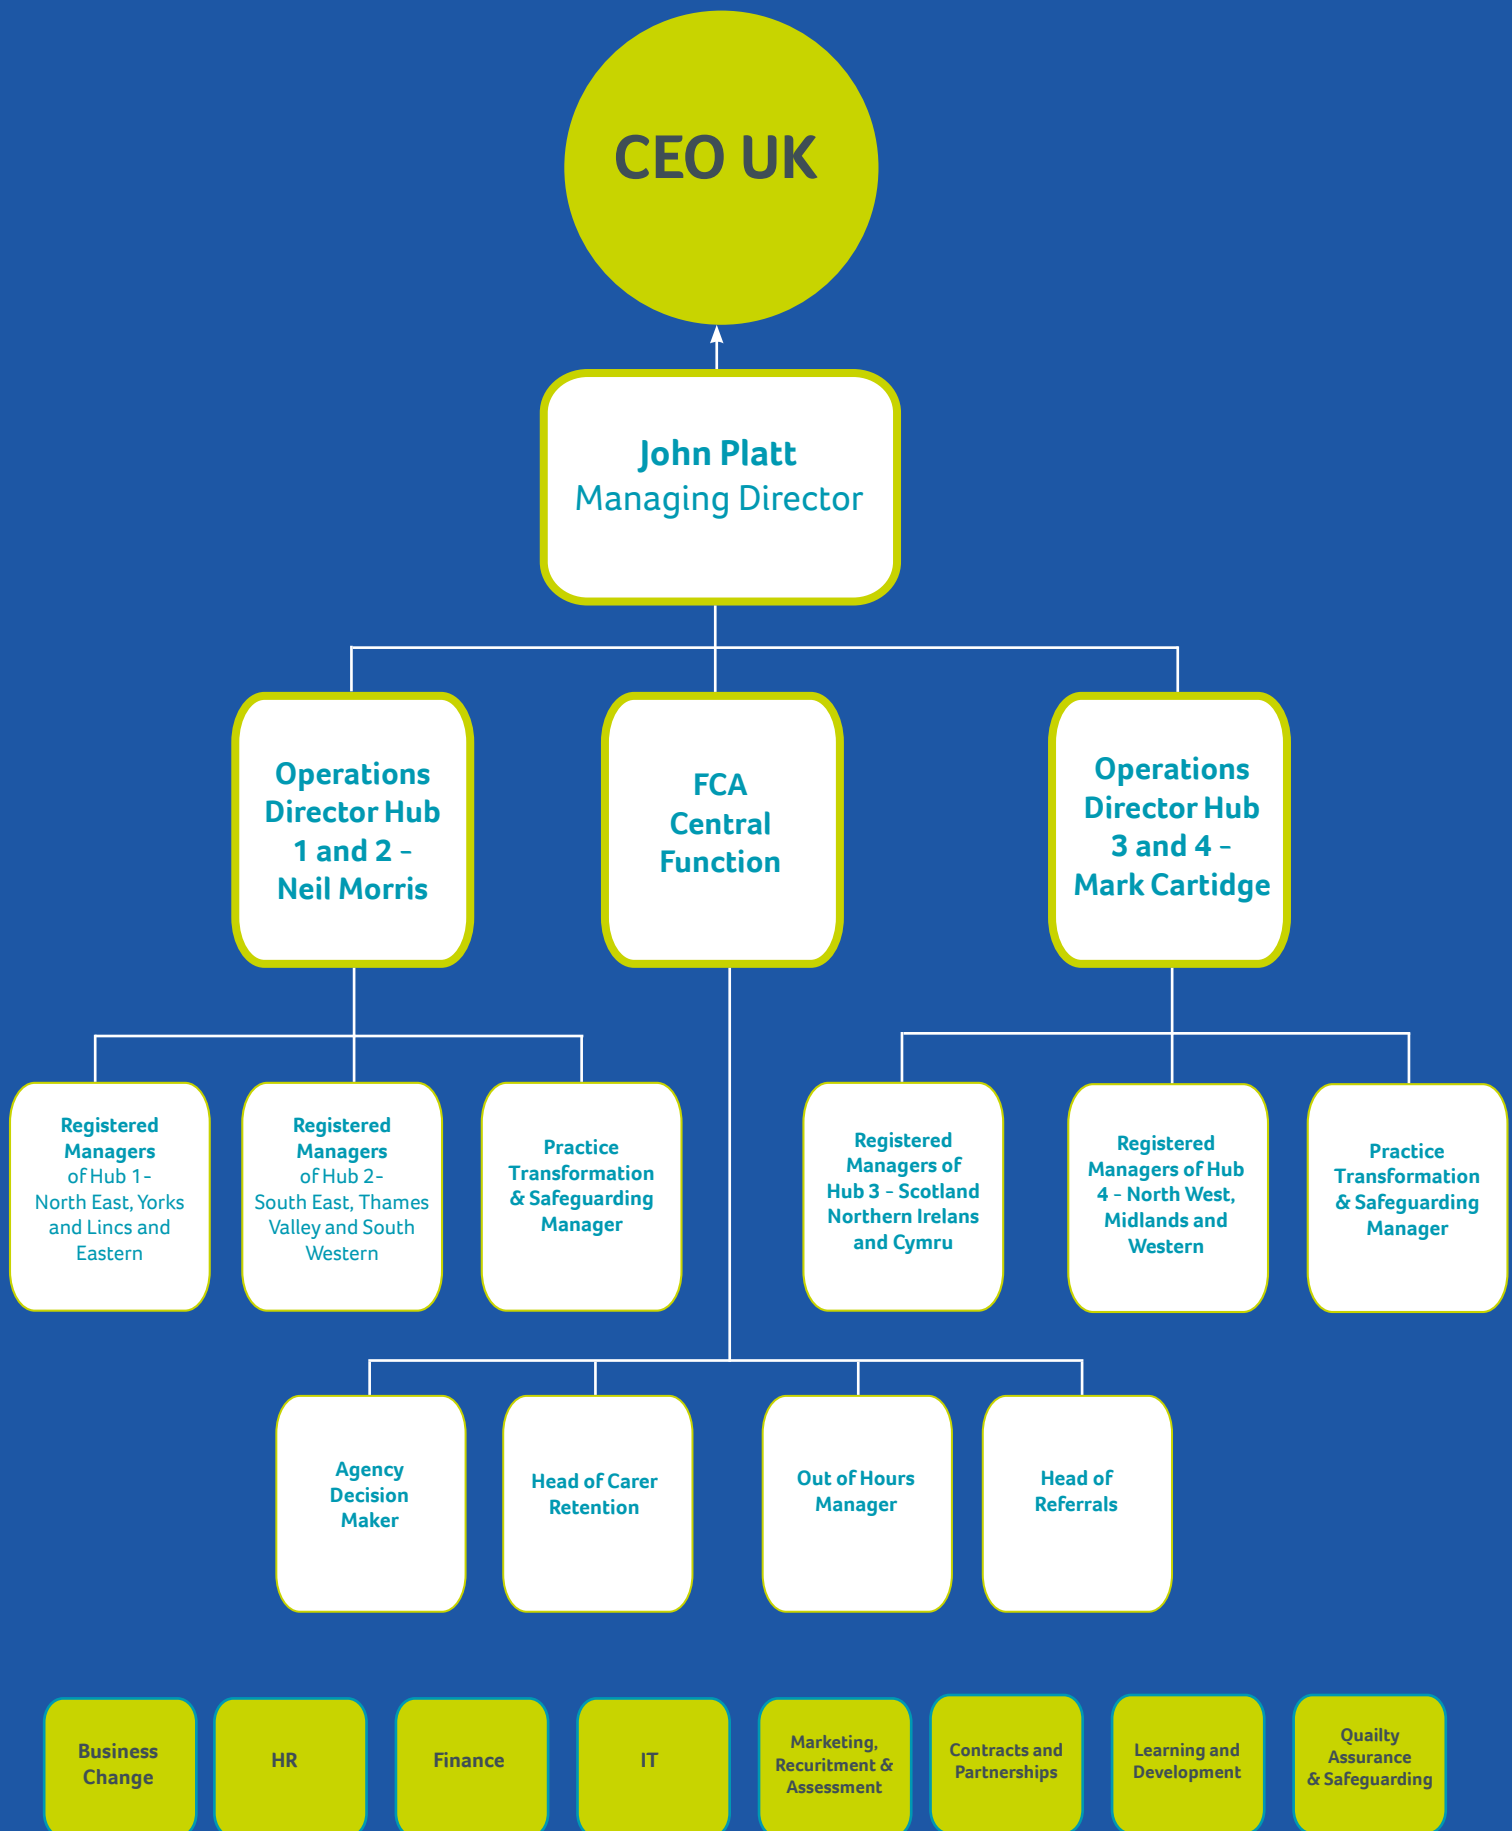 CEO UK
John Platt
Managing Director
Operations
Director Hub
1 and 2 -
Neil Morris
FCA
Central
Function
Operations
Director Hub
3 and 4 -
Mark Cartidge
Registered
Managers
of Hub 1-
North East, Yorks
and Lincs and
Eastern
Registered
Managers
of Hub 2-
South East, Thames
Valley and South
Western
Practice
Transformation
& Safeguarding
Manager
Registered
Managers of
Hub 3 - Scotland
Northern Irelans
and Cymru
Registered
Managers of Hub
4 - North West,
Midlands and
Western
Practice
Transformation
& Safeguarding
Manager
Agency
Decision
Maker
Head of Carer
Retention
Out of Hours
Manager
Head of
Referrals
Business
Change
HR
Finance
IT
Marketing,
Recuritment &
Assessment
Contracts and
Partnerships
Learning and
Development
Quailty
Assurance
& Safeguarding